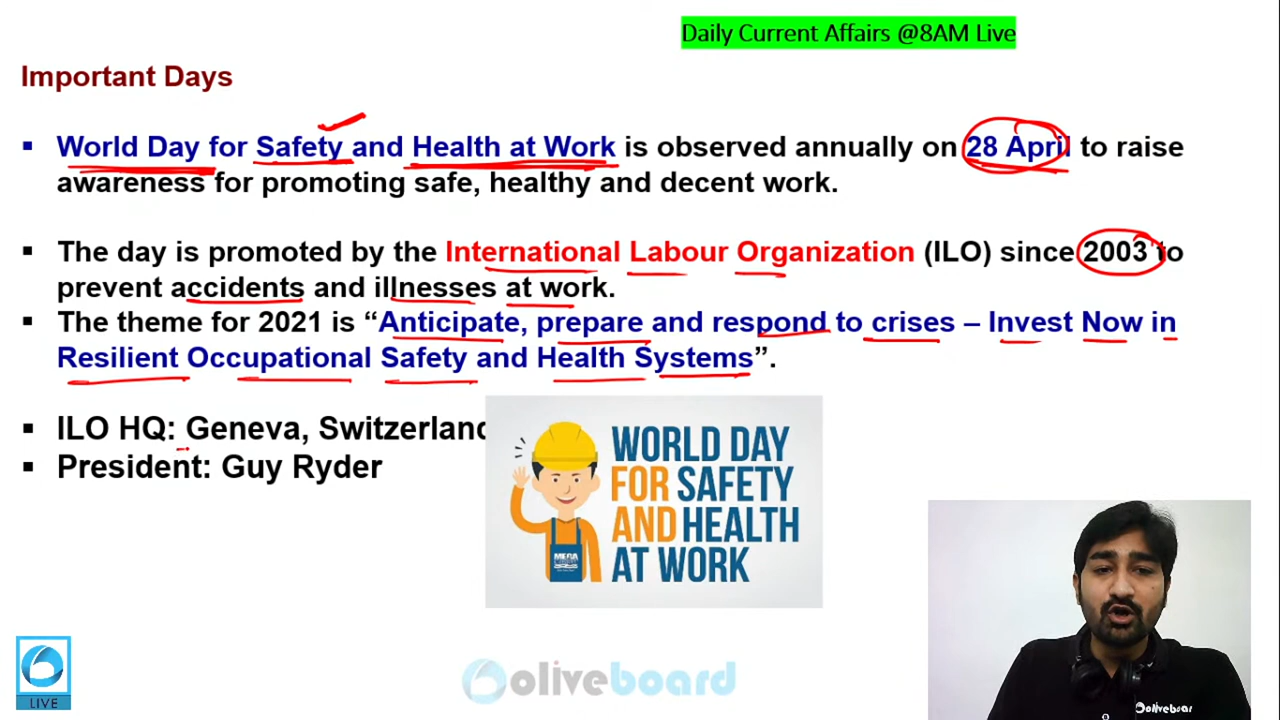 Daily Current Affairs @8AM Live
Important Days
▪ World Day for Safety and Health at Work is observed annually on 28 April to raise
awareness for promoting safe, healthy and decent work.
▪ The day is promoted by the International Labour Organization (ILO) since 2003 to
prevent accidents and illnesses at work.
▪ The theme for 2021 is “Anticipate, prepare and respond to crises – Invest Now in
Resilient Occupational Safety and Health Systems”.
▪ ILO HQ: Geneva, Switzerland
▪ President: Guy Ryder
WORLD DAY
FOR SAFETY
AND HEALTH
AT WORK
LIVE
oliveboard